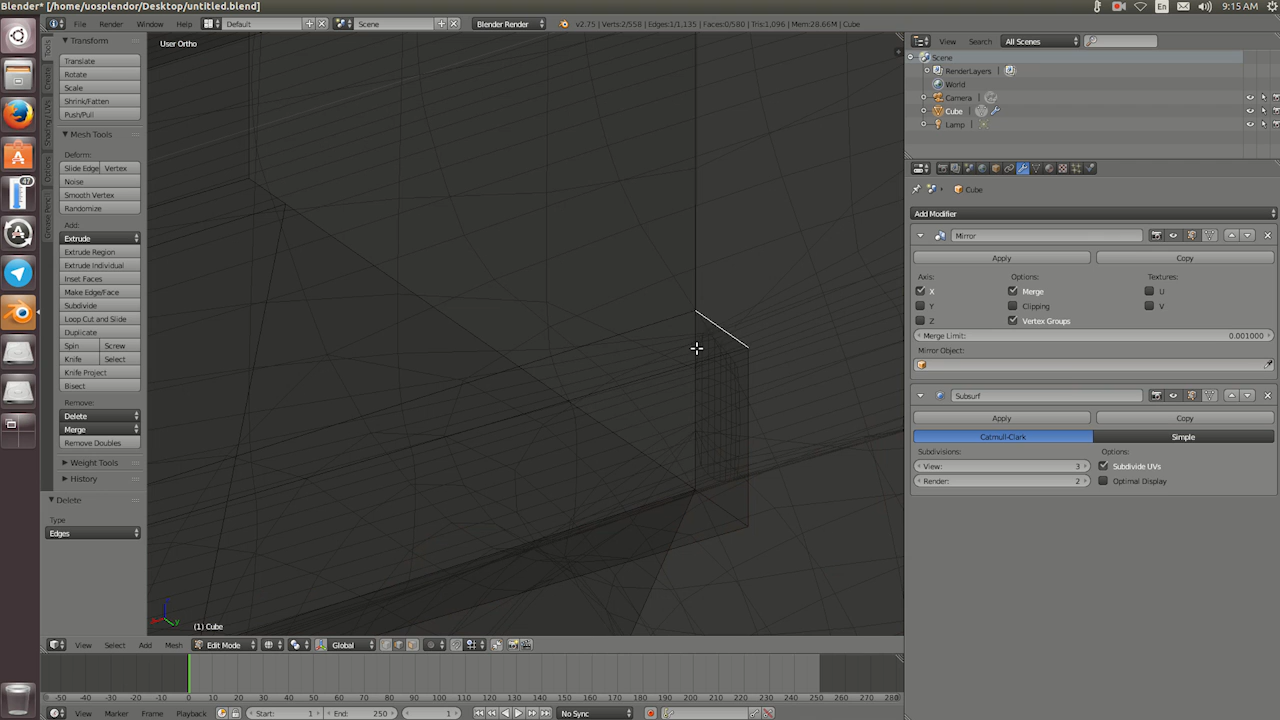 Blender* [/home/uosplendor/Desktop/untitled.blend]
En
9:15 AM
File
Render
Window
Help
Default
Scene
Blender Render
v2.75 | Verts:2/558 | Edges:1/1,135 | Faces:0/580 | Tris:1,096 | Mem:28.66M | Cube
Tools
Create
Shading / UVs
Options
Grease Pencil
Transform
Translate
Rotate
Scale
Shrink/Fatten
Push/Pull
Mesh Tools
Deform:
Slide Edge
Vertex
Noise
Smooth Vertex
Randomize
Add:
Extrude
Extrude Region
Extrude Individual
Inset Faces
Make Edge/Face
Subdivide
Loop Cut and Slide
Duplicate
Spin
Screw
Knife
Select
Knife Project
Bisect
Remove:
Delete
Merge
Remove Doubles
Weight Tools
History
Delete
Type
Edges
47
User Ortho
(1) Cube
View
Select
Add
Mesh
Edit Mode
Global
-50
-40
-30
-20
-10
0
10
20
30
40
50
60
70
80
90
100
110
120
130
140
150
160
170
180
190
200
210
220
230
240
250
260
270
280
View
Marker
Frame
Playback
Start:
1
End:
250
1
No Sync
View
Search
All Scenes
Scene
RenderLayers
World
Camera
Cube
Lamp
Cube
Add Modifier
Mirror
Apply
Copy
Axis:
Options:
Textures:
X
Merge
U
Y
Clipping
V
Z
Vertex Groups
Merge Limit:
0.001000
Mirror Object:
Subsurf
Apply
Copy
Catmull-Clark
Simple
Subdivisions:
Options:
View:
3
Subdivide UVs
Render:
2
Optimal Display